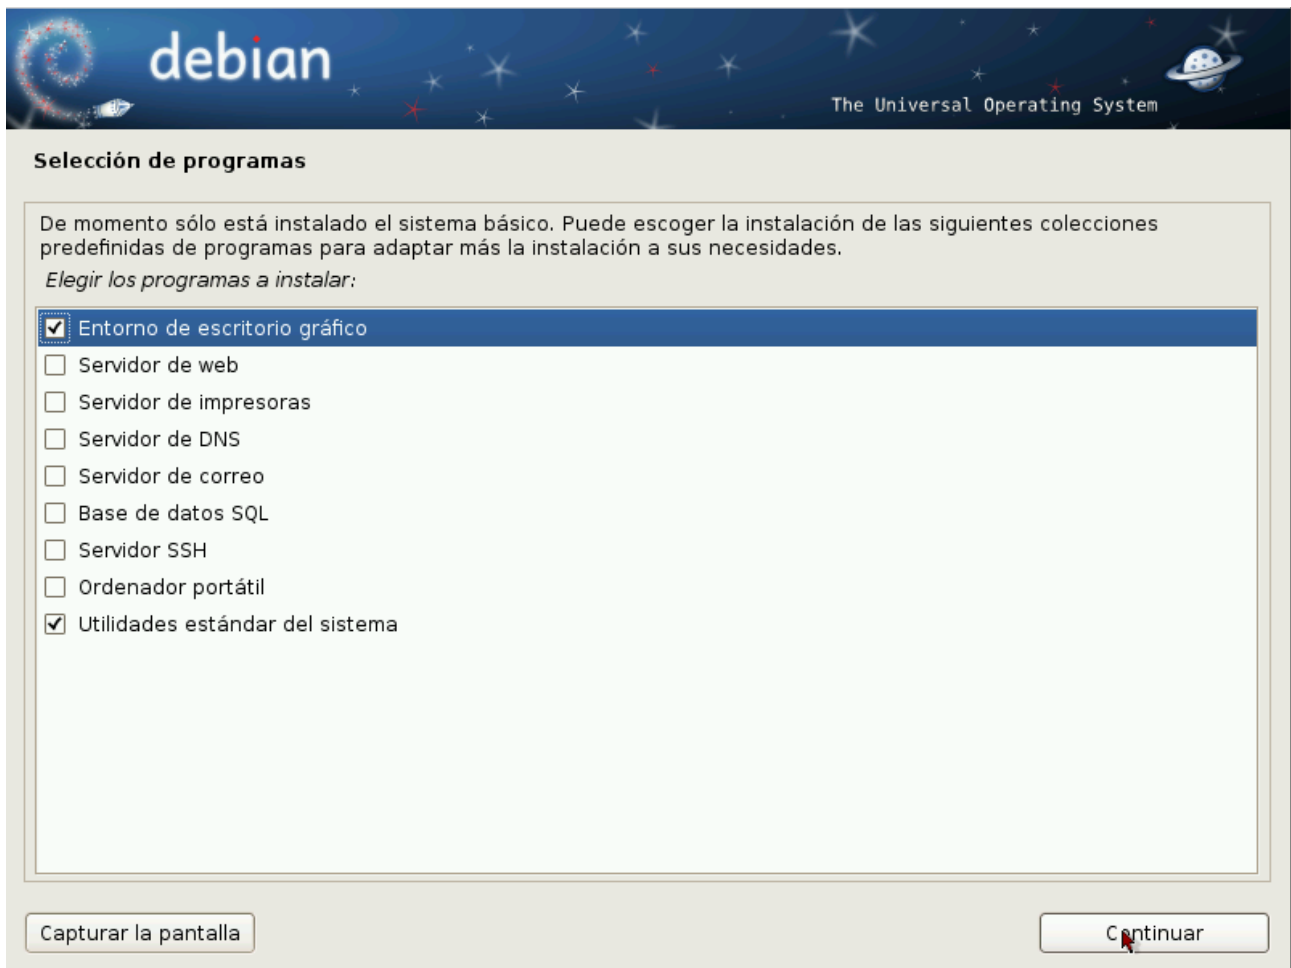 debian
The Universal Operating System
Selección de programas
De momento sólo está instalado el sistema básico. Puede escoger la instalación de las siguientes colecciones
predefinidas de programas para adaptar más la instalación a sus necesidades.
Elegir los programas a instalar:
Entorno de escritorio gráfico
Servidor de web
Servidor de impresoras
Servidor de DNS
Servidor de correo
Base de datos SQL
Servidor SSH
Ordenador portátil
Utilidades estándar del sistema
Capturar la pantalla
Continuar